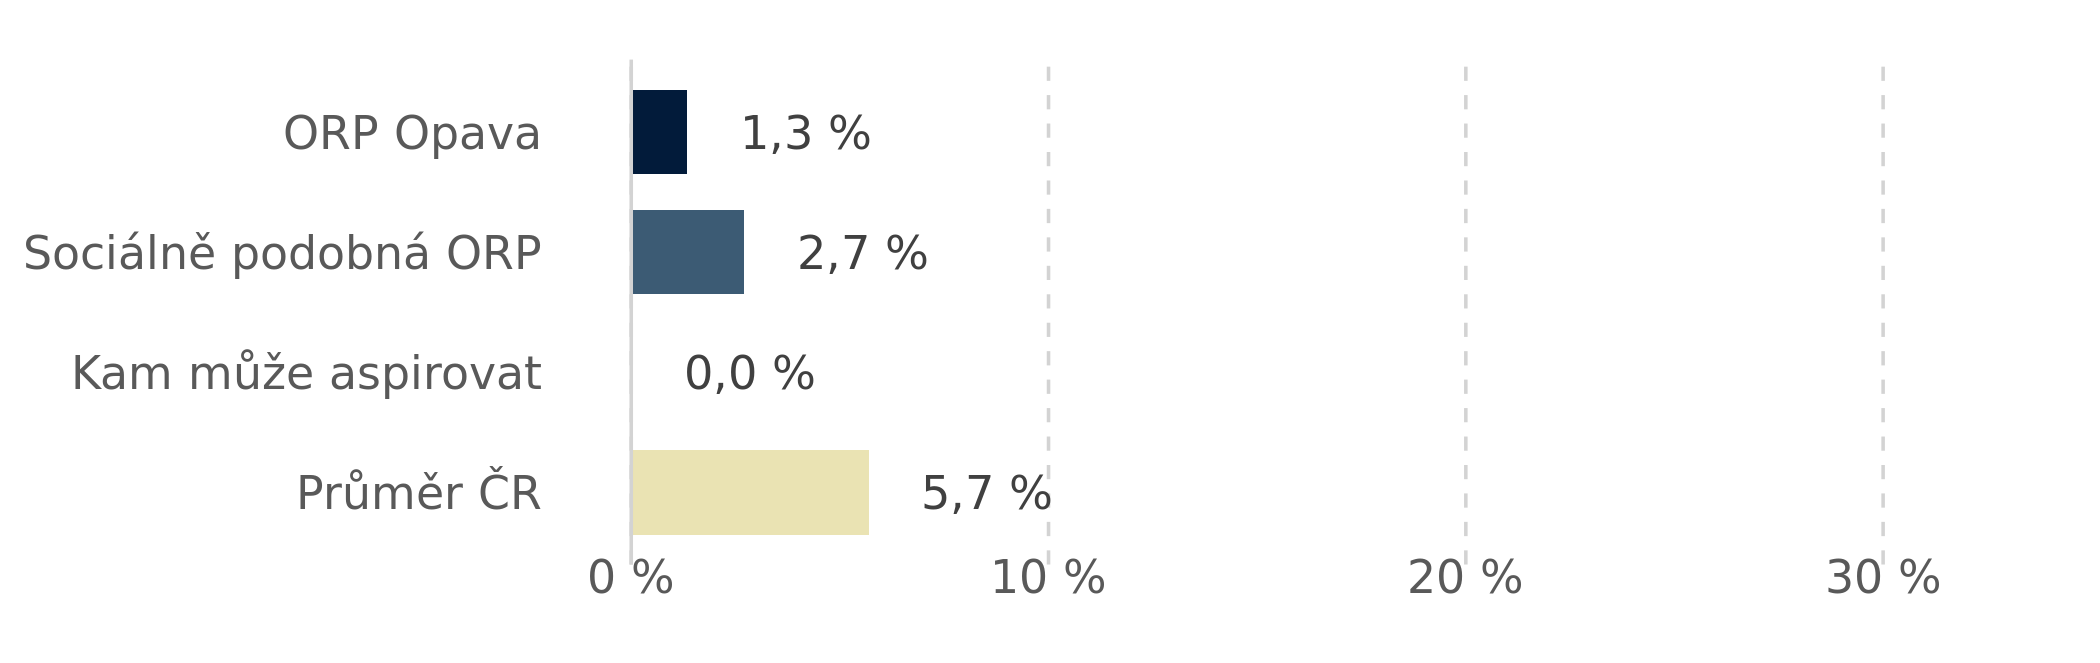 ORP Opava 1,3 %
Sociálně podobná ORP 2,7 %
Kam může aspirovat 0,0 %
Průměr ČR 5,7 %
0 % 10 % 20 % 30 %